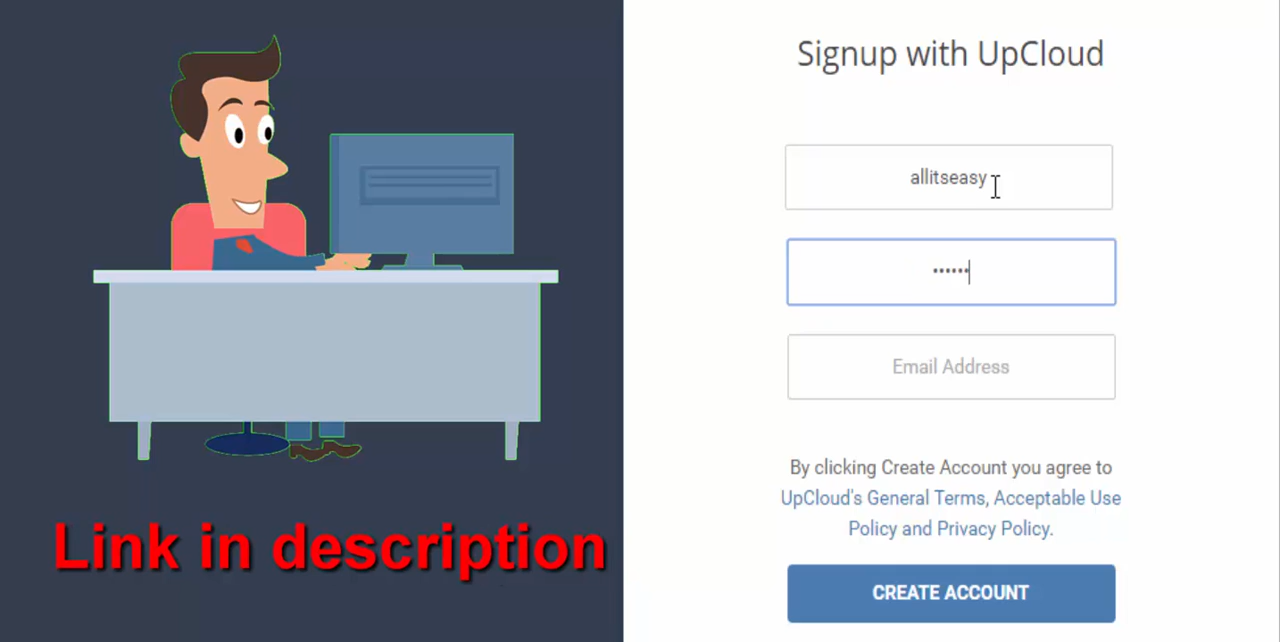 Signup with UpCloud
allitseasy
••••••
Email Address
By clicking Create Account you agree to
UpCloud's General Terms, Acceptable Use
Policy and Privacy Policy.
CREATE ACCOUNT
Link in description